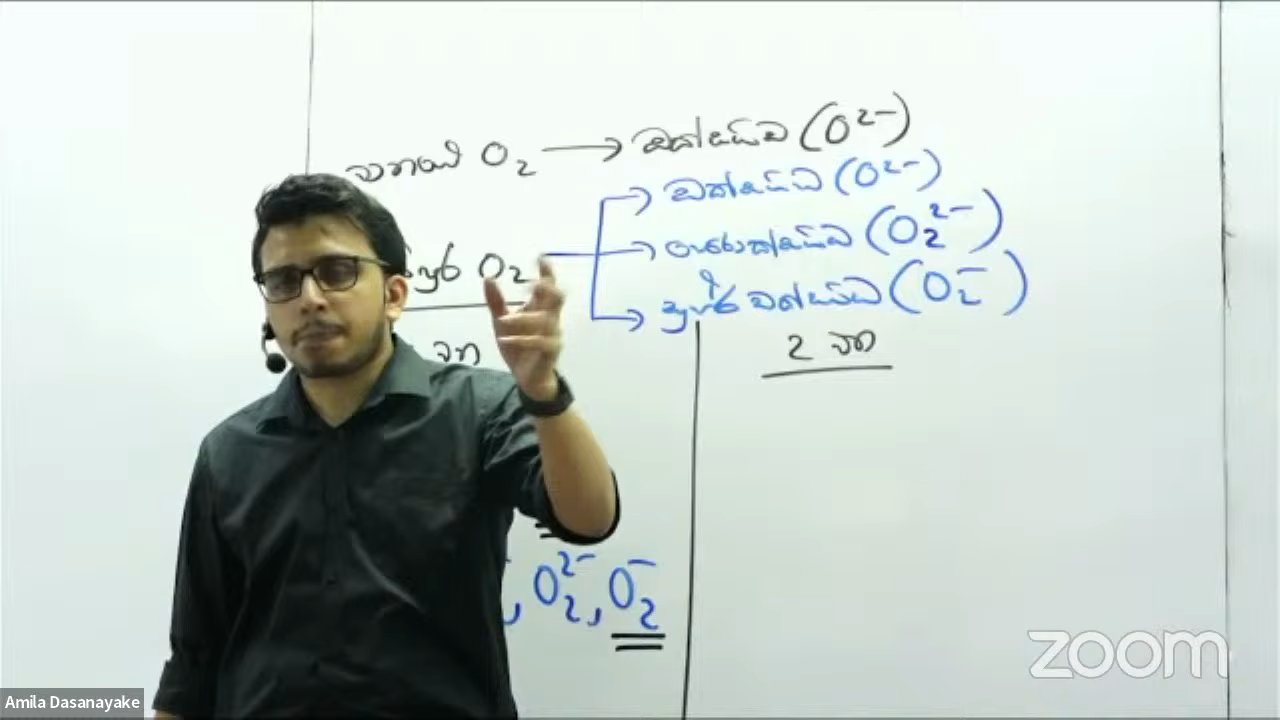 වාතයේ O₂ → ඔක්සයිඩ (O²⁻)
ඔක්සයිඩ (O²⁻)
O₂ පෙරොක්සයිඩ (O₂²⁻)
සුපර් ඔක්සයිඩ (O₂⁻)
2 වන
, O₂²⁻, O₂⁻
zoom
Amila Dasanayake